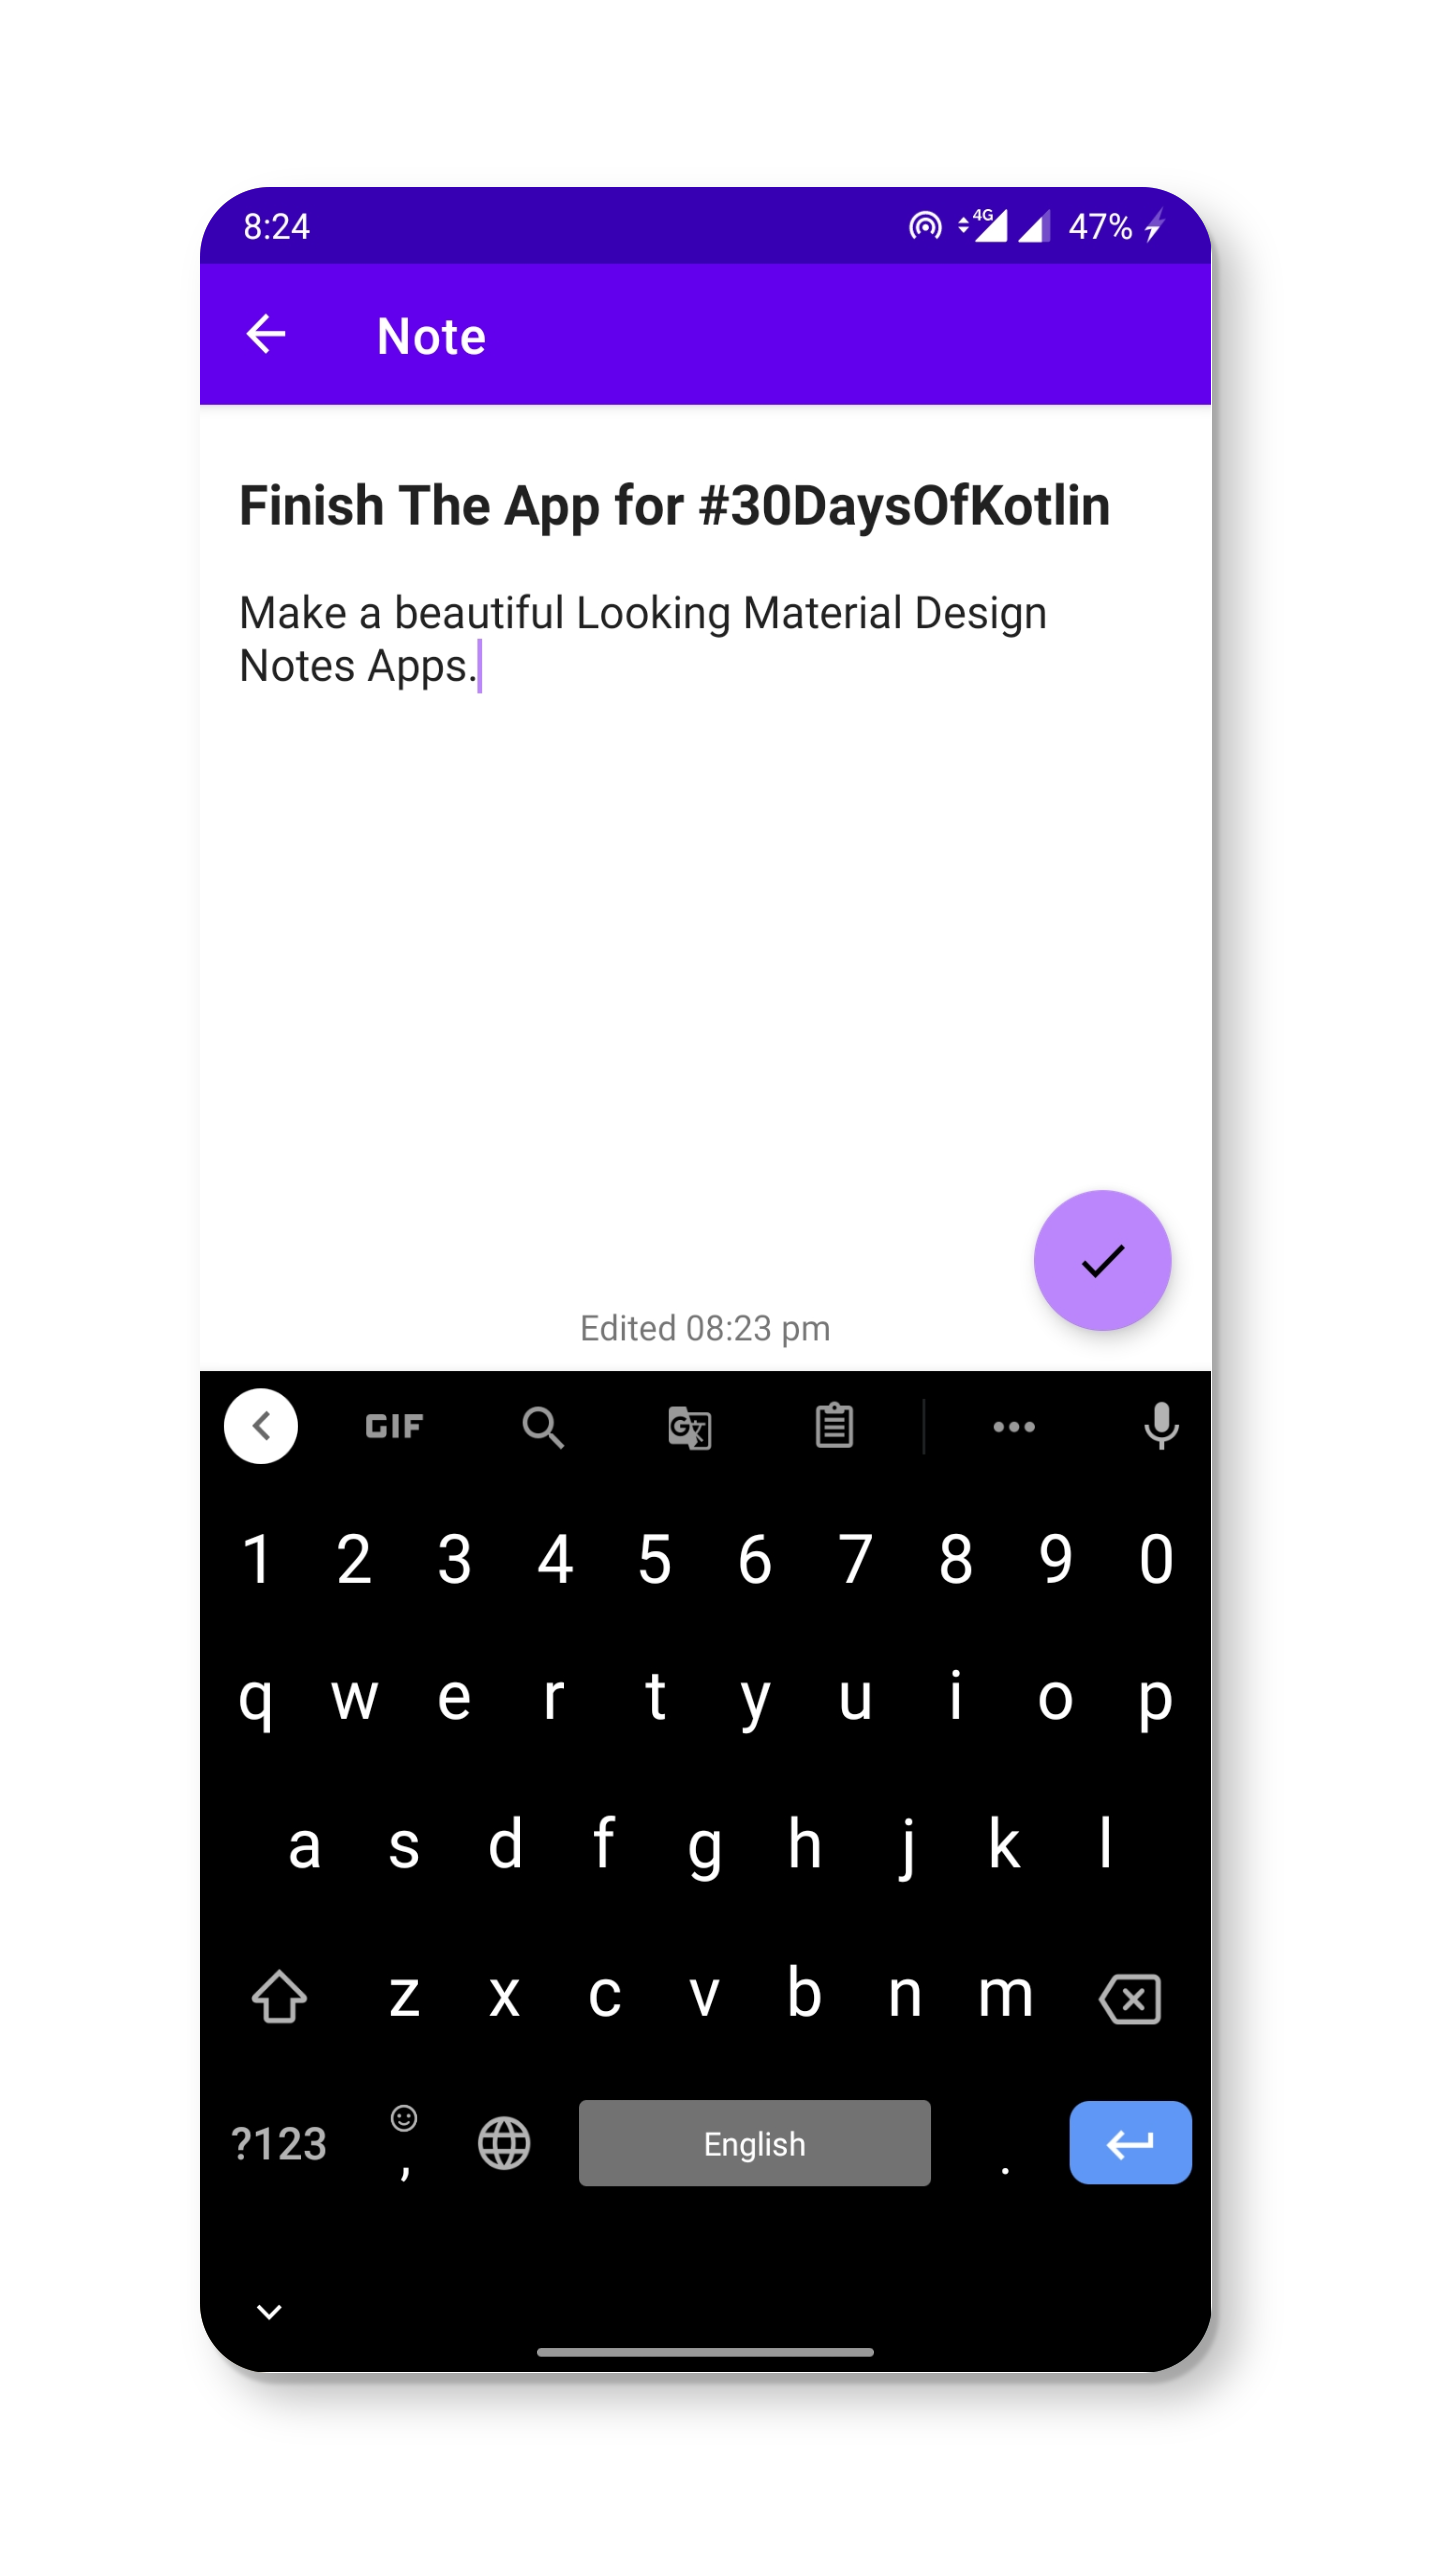 8:24 4G 47%
Note
Finish The App for #30DaysOfKotlin
Make a beautiful Looking Material Design
Notes Apps.
Edited 08:23 pm
GIF G
1 2 3 4 5 6 7 8 9 0
q w e r t y u i o p
a s d f g h j k l
z x c v b n m
?123 , English .